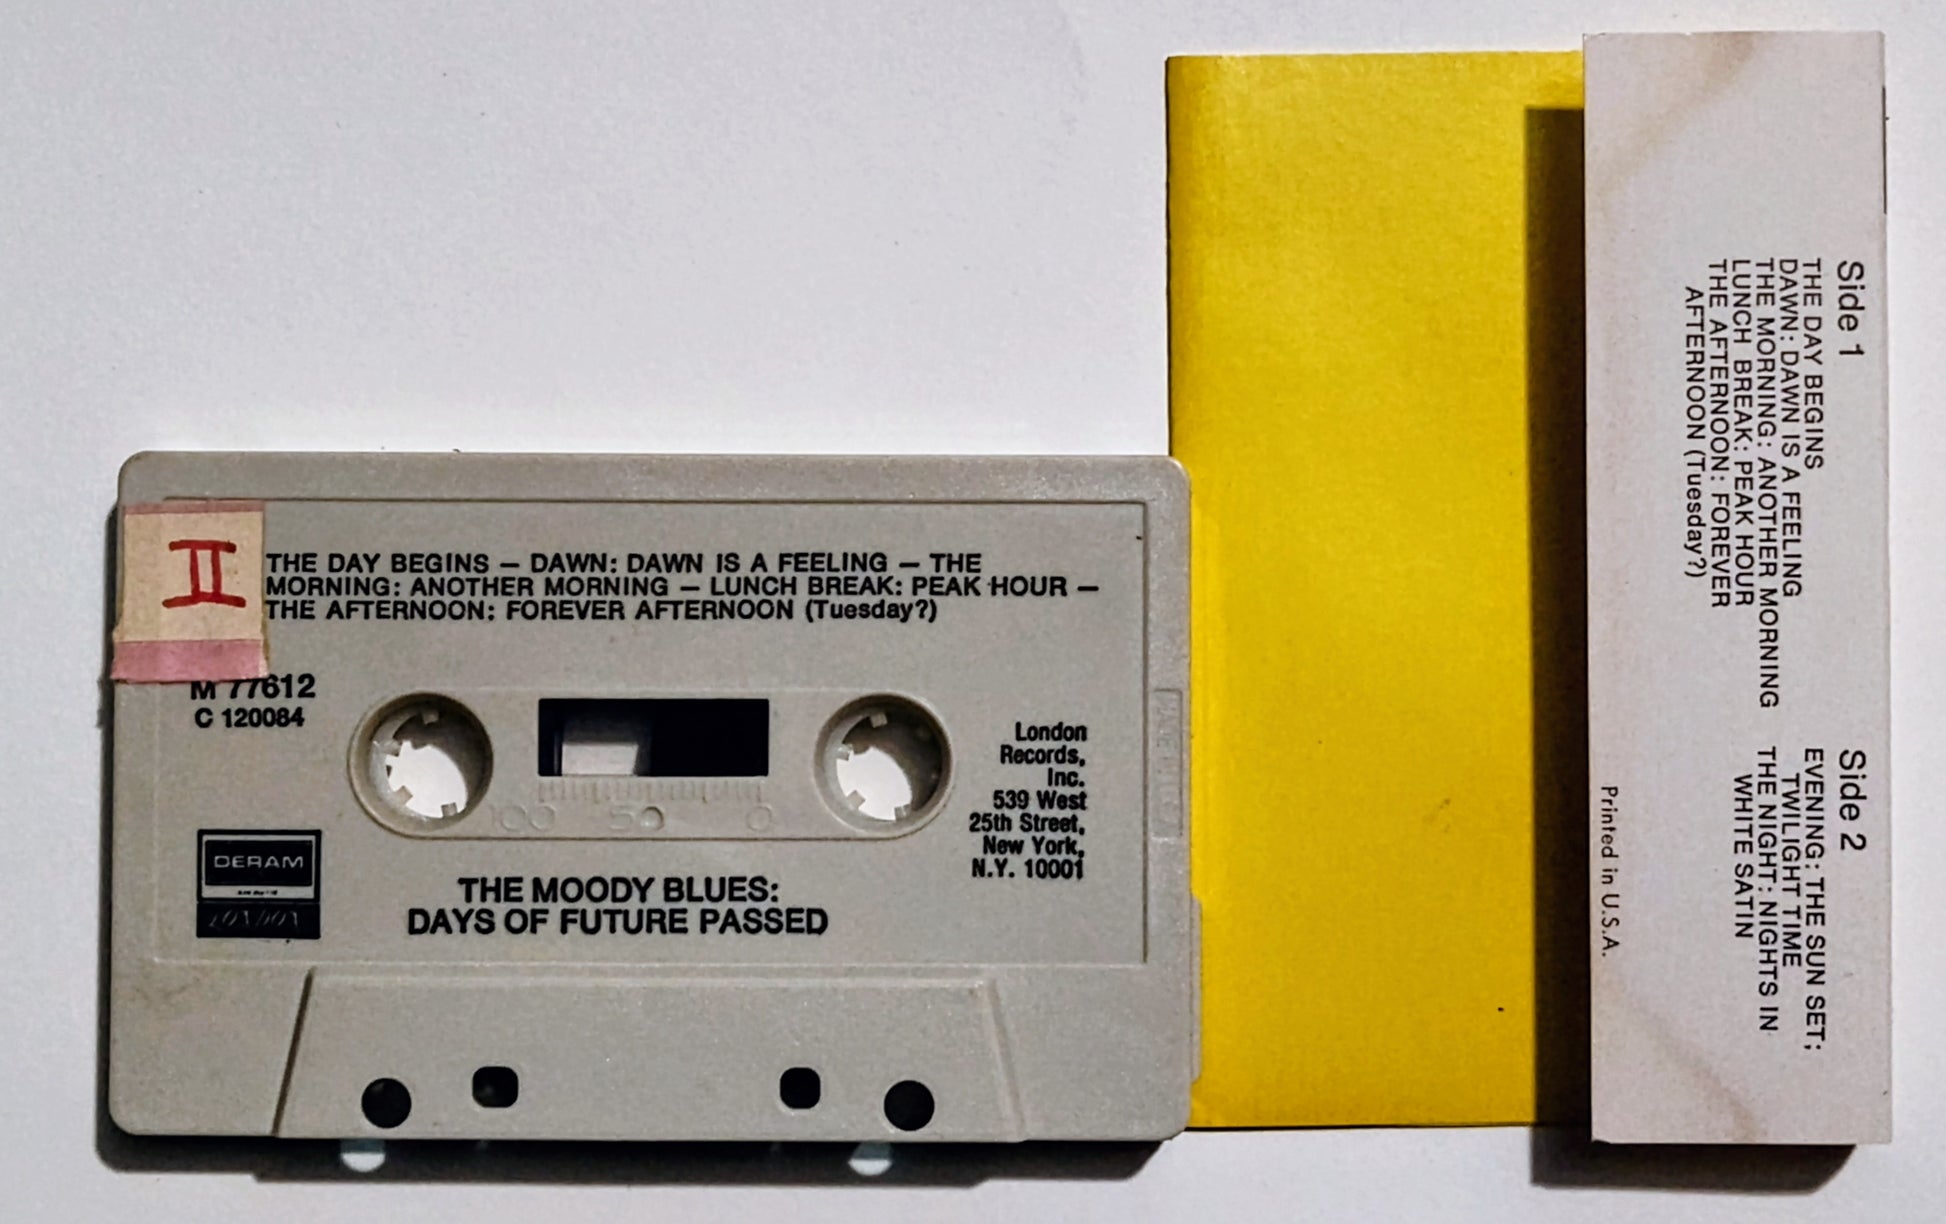 II
THE DAY BEGINS – DAWN: DAWN IS A FEELING – THE
MORNING: ANOTHER MORNING – LUNCH BREAK: PEAK HOUR –
THE AFTERNOON: FOREVER AFTERNOON (Tuesday?)
M 77612
C 120084
100 50 0
London
Records,
Inc.
539 West
25th Street,
New York,
N.Y. 10001
DERAM
LONDON
THE MOODY BLUES:
DAYS OF FUTURE PASSED
Side 1
THE DAY BEGINS
DAWN: DAWN IS A FEELING
THE MORNING: ANOTHER MORNING
LUNCH BREAK: PEAK HOUR
THE AFTERNOON: FOREVER
AFTERNOON (Tuesday?)
Side 2
EVENING: THE SUN SET;
TWILIGHT TIME
THE NIGHT: NIGHTS IN
WHITE SATIN
Printed in U.S.A.